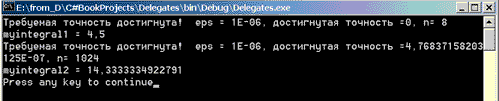 E:\from_D\C#BookProjects\Delegates\bin\Debug\Delegates.exe
Требуемая точность достигнута!  eps = 1E-06, достигнутая точность =0, n= 8
myintegral1 = 4,5
Требуемая точность достигнута!  eps = 1E-06, достигнутая точность =4,76837158203
125E-07, n= 1024
myintegral2 = 14,3333334922791
Press any key to continue